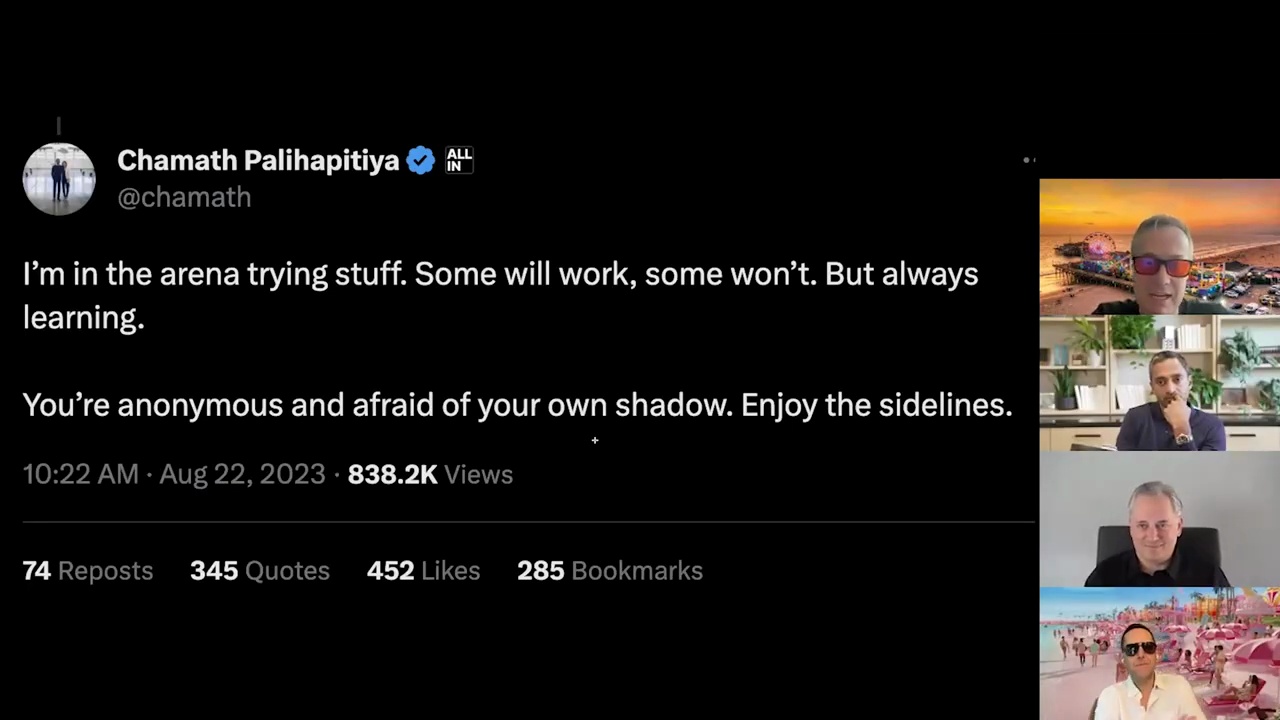 Chamath Palihapitiya ALL IN
@chamath
I’m in the arena trying stuff. Some will work, some won’t. But always
learning.
You’re anonymous and afraid of your own shadow. Enjoy the sidelines.
10:22 AM · Aug 22, 2023 · 838.2K Views
74 Reposts 345 Quotes 452 Likes 285 Bookmarks